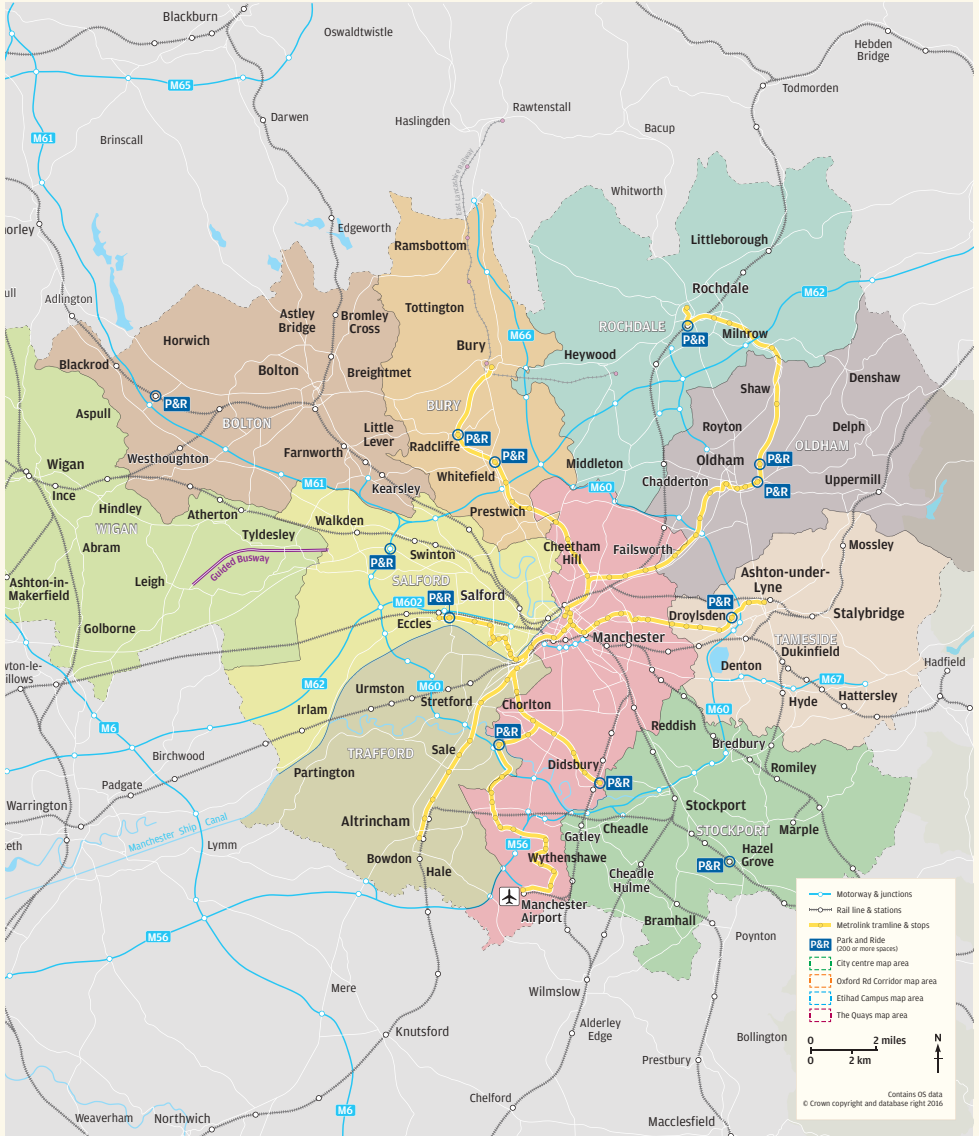 Blackburn
Oswaldtwistle
Hebden
Bridge
M65
Todmorden
Rawtenstall
Haslingden
Darwen
Bacup
M61
Brinscall
East Lancashire Railway
Whitworth
Edgeworth
orley
Ramsbottom
Littleborough
Rochdale
M62
ull
Adlington
Tottington
Astley
Bridge
Bromley
Cross
ROCHDALE
P&R
Milnrow
M66
Horwich
Bury
Heywood
Blackrod
Bolton
Breightmet
Denshaw
Shaw
P&R
Aspull
BOLTON
BURY
Little
Lever
Radcliffe
P&R
Royton
Delph
OLDHAM
Westhoughton
Farnworth
P&R
Wigan
Whitefield
Middleton
Oldham
P&R
Uppermill
Ince
M61
Kearsley
M60
Chadderton
P&R
Hindley
Atherton
Walkden
Prestwich
WIGAN
Tyldesley
Abram
Swinton
Cheetham
Hill
Failsworth
Mossley
P&R
Guided Busway
Leigh
SALFORD
Ashton-under-
Lyne
Ashton-in-
Makerfield
M602
P&R
Salford
P&R
Droylsden
Stalybridge
Eccles
Golborne
Manchester
TAMESIDE
Dukinfield
wton-le-
illows
Denton
Hadfield
M62
Urmston
M60
Stretford
M67
Hattersley
Irlam
Chorlton
M60
Hyde
M6
Reddish
P&R
Bredbury
Birchwood
TRAFFORD
Sale
Didsbury
Romiley
Partington
Padgate
P&R
Warrington
Stockport
Manchester Ship Canal
Altrincham
Cheadle
STOCKPORT
Marple
eth
Lymm
M56
Gatley
Hazel
Grove
Bowdon
Wythenshawe
P&R
Hale
Cheadle
Hulme
Manchester
Airport
Bramhall
Poynton
M56
Mere
Wilmslow
Knutsford
Alderley
Edge
Bollington
Prestbury
Chelford
M6
Weaverham
Northwich
Macclesfield
Motorway & junctions
Rail line & stations
Metrolink tramline & stops
P&R
Park and Ride
(200 or more spaces)
City centre map area
Oxford Rd Corridor map area
Etihad Campus map area
The Quays map area
0
2 miles
0
2 km
N
Contains OS data
© Crown copyright and database right 2016